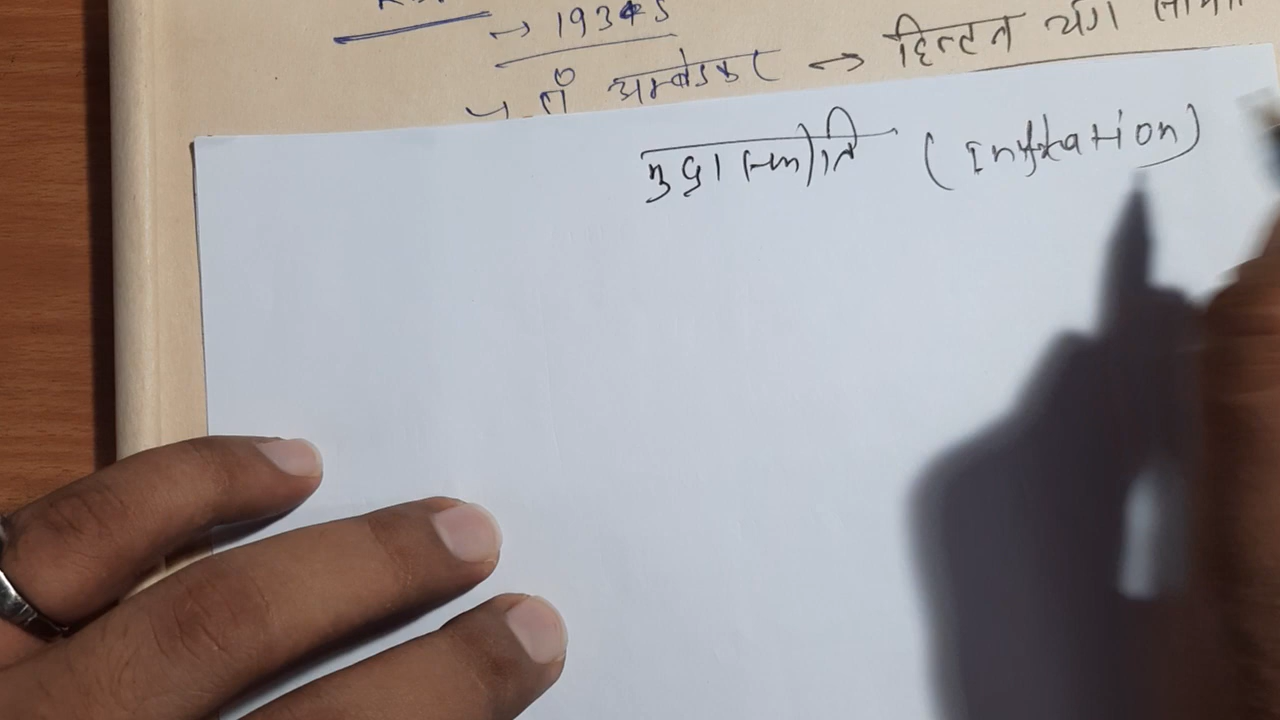 → 1934 ई
↳ डॉ अम्बेडकर → हिल्टन यंग
मुद्रा स्फीति (Inflation)